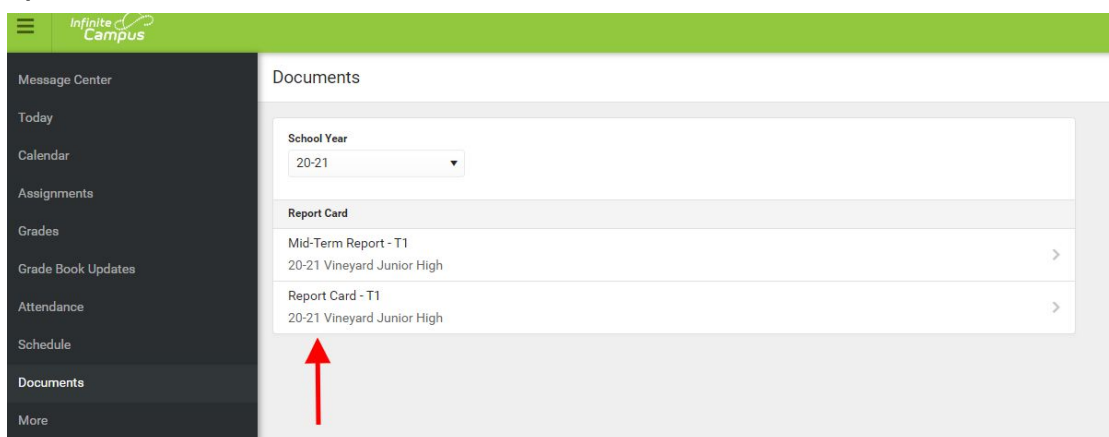 Infinite
Campus
Message Center
Today
Calendar
Assignments
Grades
Grade Book Updates
Attendance
Schedule
Documents
More
Documents
School Year
20-21
Report Card
Mid-Term Report - T1
20-21 Vineyard Junior High
Report Card - T1
20-21 Vineyard Junior High